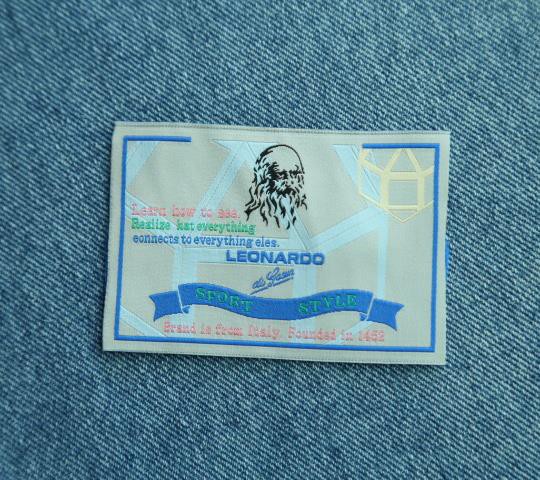 Learn how to see.
Realize hat everything
connects to everything eles.
LEONARDO
SPORT STYLE
Brand is from Italy. Founded in 1452